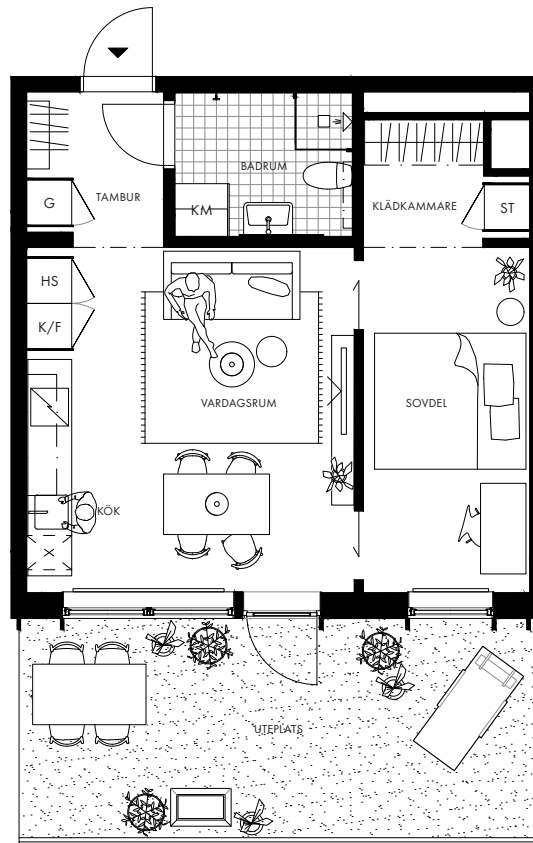 BADRUM
G
TAMBUR
KM
KLÄDKAMMARE
ST
HS
K/F
VARDAGSRUM
SOVDEL
KÖK
UTEPLATS